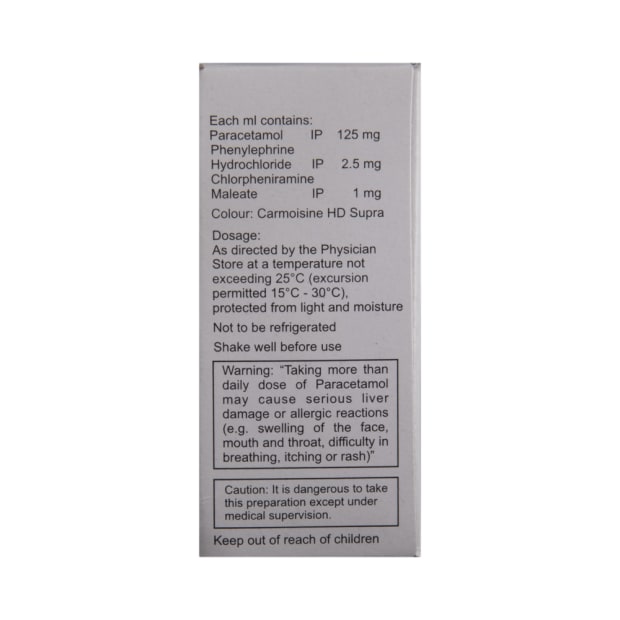 Each ml contains:
Paracetamol IP 125 mg
Phenylephrine
Hydrochloride IP 2.5 mg
Chlorpheniramine
Maleate IP 1 mg
Colour: Carmoisine HD Supra
Dosage:
As directed by the Physician
Store at a temperature not
exceeding 25°C (excursion
permitted 15°C - 30°C),
protected from light and moisture
Not to be refrigerated
Shake well before use
Warning: “Taking more than
daily dose of Paracetamol
may cause serious liver
damage or allergic reactions
(e.g. swelling of the face,
mouth and throat, difficulty in
breathing, itching or rash)”
Caution: It is dangerous to take
this preparation except under
medical supervision.
Keep out of reach of children